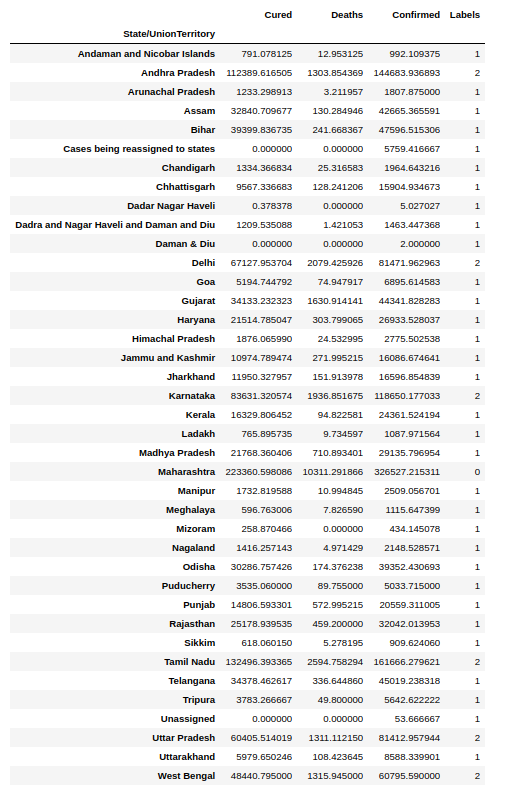 Cured Deaths Confirmed Labels
State/UnionTerritory
Andaman and Nicobar Islands 791.078125 12.953125 992.109375 1
Andhra Pradesh 112389.616505 1303.854369 144683.936893 2
Arunachal Pradesh 1233.298913 3.211957 1807.875000 1
Assam 32840.709677 130.284946 42665.365591 1
Bihar 39399.836735 241.668367 47596.515306 1
Cases being reassigned to states 0.000000 0.000000 5759.416667 1
Chandigarh 1334.366834 25.316583 1964.643216 1
Chhattisgarh 9567.336683 128.241206 15904.934673 1
Dadar Nagar Haveli 0.378378 0.000000 5.027027 1
Dadra and Nagar Haveli and Daman and Diu 1209.535088 1.421053 1463.447368 1
Daman & Diu 0.000000 0.000000 2.000000 1
Delhi 67127.953704 2079.425926 81471.962963 2
Goa 5194.744792 74.947917 6895.614583 1
Gujarat 34133.232323 1630.914141 44341.828283 1
Haryana 21514.785047 303.799065 26933.528037 1
Himachal Pradesh 1876.065990 24.532995 2775.502538 1
Jammu and Kashmir 10974.789474 271.995215 16086.674641 1
Jharkhand 11950.327957 151.913978 16596.854839 1
Karnataka 83631.320574 1936.851675 118650.177033 2
Kerala 16329.806452 94.822581 24361.524194 1
Ladakh 765.895735 9.734597 1087.971564 1
Madhya Pradesh 21768.360406 710.893401 29135.796954 1
Maharashtra 223360.598086 10311.291866 326527.215311 0
Manipur 1732.819588 10.994845 2509.056701 1
Meghalaya 596.763006 7.826590 1115.647399 1
Mizoram 258.870466 0.000000 434.145078 1
Nagaland 1416.257143 4.971429 2148.528571 1
Odisha 30286.757426 174.376238 39352.430693 1
Puducherry 3535.060000 89.755000 5033.715000 1
Punjab 14806.593301 572.995215 20559.311005 1
Rajasthan 25178.939535 459.200000 32042.013953 1
Sikkim 618.060150 5.278195 909.624060 1
Tamil Nadu 132496.393365 2594.758294 161666.279621 2
Telangana 34378.462617 336.644860 45019.238318 1
Tripura 3783.266667 49.800000 5642.622222 1
Unassigned 0.000000 0.000000 53.666667 1
Uttar Pradesh 60405.514019 1311.112150 81412.957944 2
Uttarakhand 5979.650246 108.423645 8588.339901 1
West Bengal 48440.795000 1315.945000 60795.590000 2